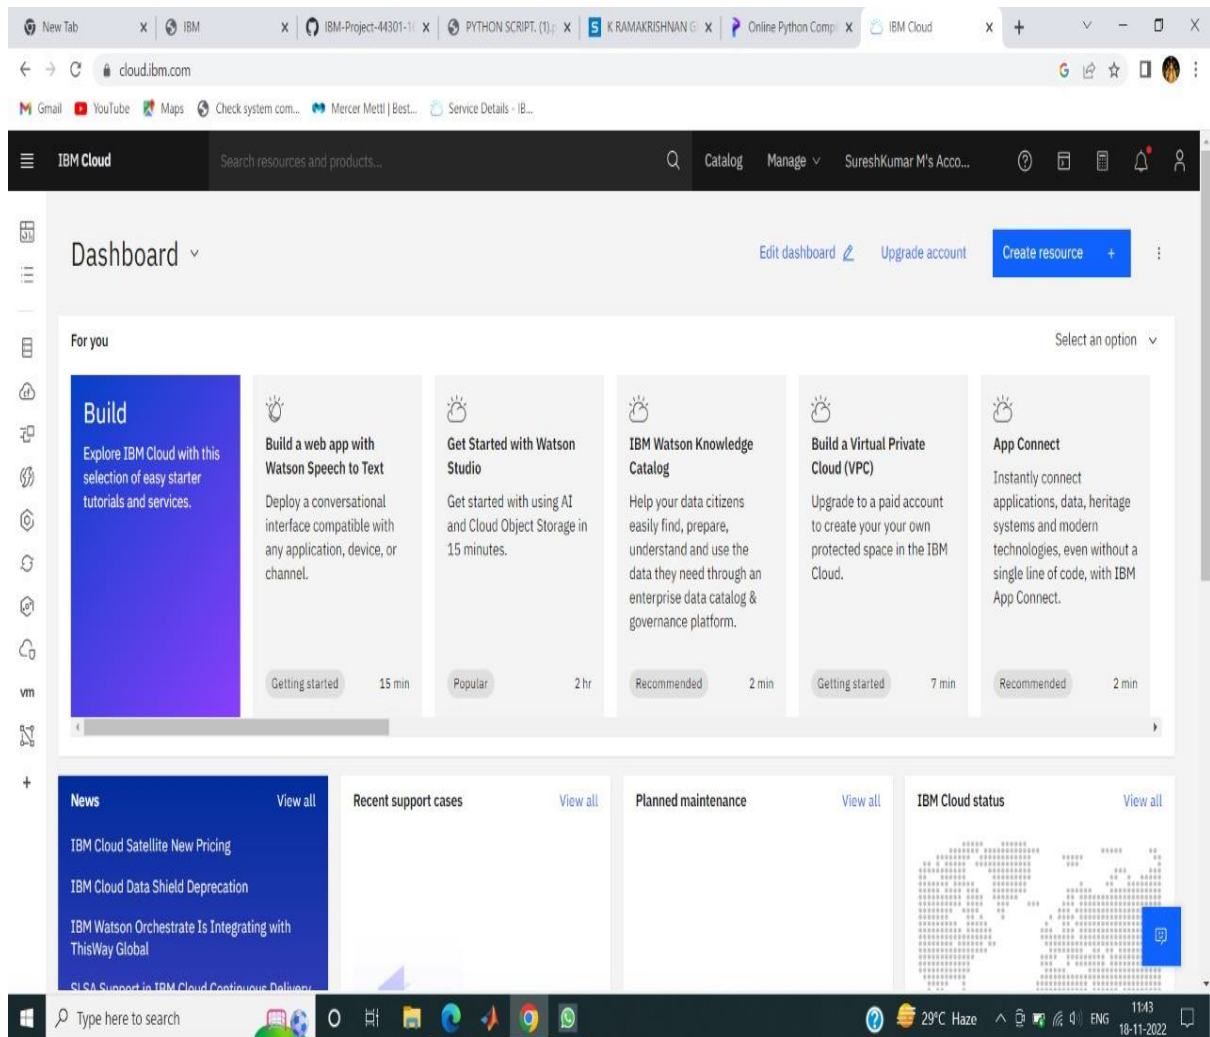 New Tab
IBM
IBM-Project-44301-1
PYTHON SCRIPT. (1).p
K RAMAKRISHNAN
Online Python Comp
IBM Cloud
cloud.ibm.com
Gmail
YouTube
Maps
Check system com...
Mercer Mettl | Best...
Service Details - IB...
IBM Cloud
Search resources and products...
Catalog
Manage
SureshKumar M's Acco...
Dashboard
Edit dashboard
Upgrade account
Create resource +
For you
Select an option
Build
Explore IBM Cloud with this
selection of easy starter
tutorials and services.
Build a web app with
Watson Speech to Text
Deploy a conversational
interface compatible with
any application, device, or
channel.
Getting started 15 min
Get Started with Watson
Studio
Get started with using AI
and Cloud Object Storage in
15 minutes.
Popular 2 hr
IBM Watson Knowledge
Catalog
Help your data citizens
easily find, prepare,
understand and use the
data they need through an
enterprise data catalog &
governance platform.
Recommended 2 min
Build a Virtual Private
Cloud (VPC)
Upgrade to a paid account
to create your your own
protected space in the IBM
Cloud.
Getting started 7 min
App Connect
Instantly connect
applications, data, heritage
systems and modern
technologies, even without a
single line of code, with IBM
App Connect.
Recommended 2 min
vm
News View all
IBM Cloud Satellite New Pricing
IBM Cloud Data Shield Deprecation
IBM Watson Orchestrate Is Integrating with
ThisWay Global
SLSA Support in IBM Cloud Continuous Delivery
Recent support cases View all
Planned maintenance View all
IBM Cloud status View all
Type here to search
29°C Haze
ENG
11:43
18-11-2022